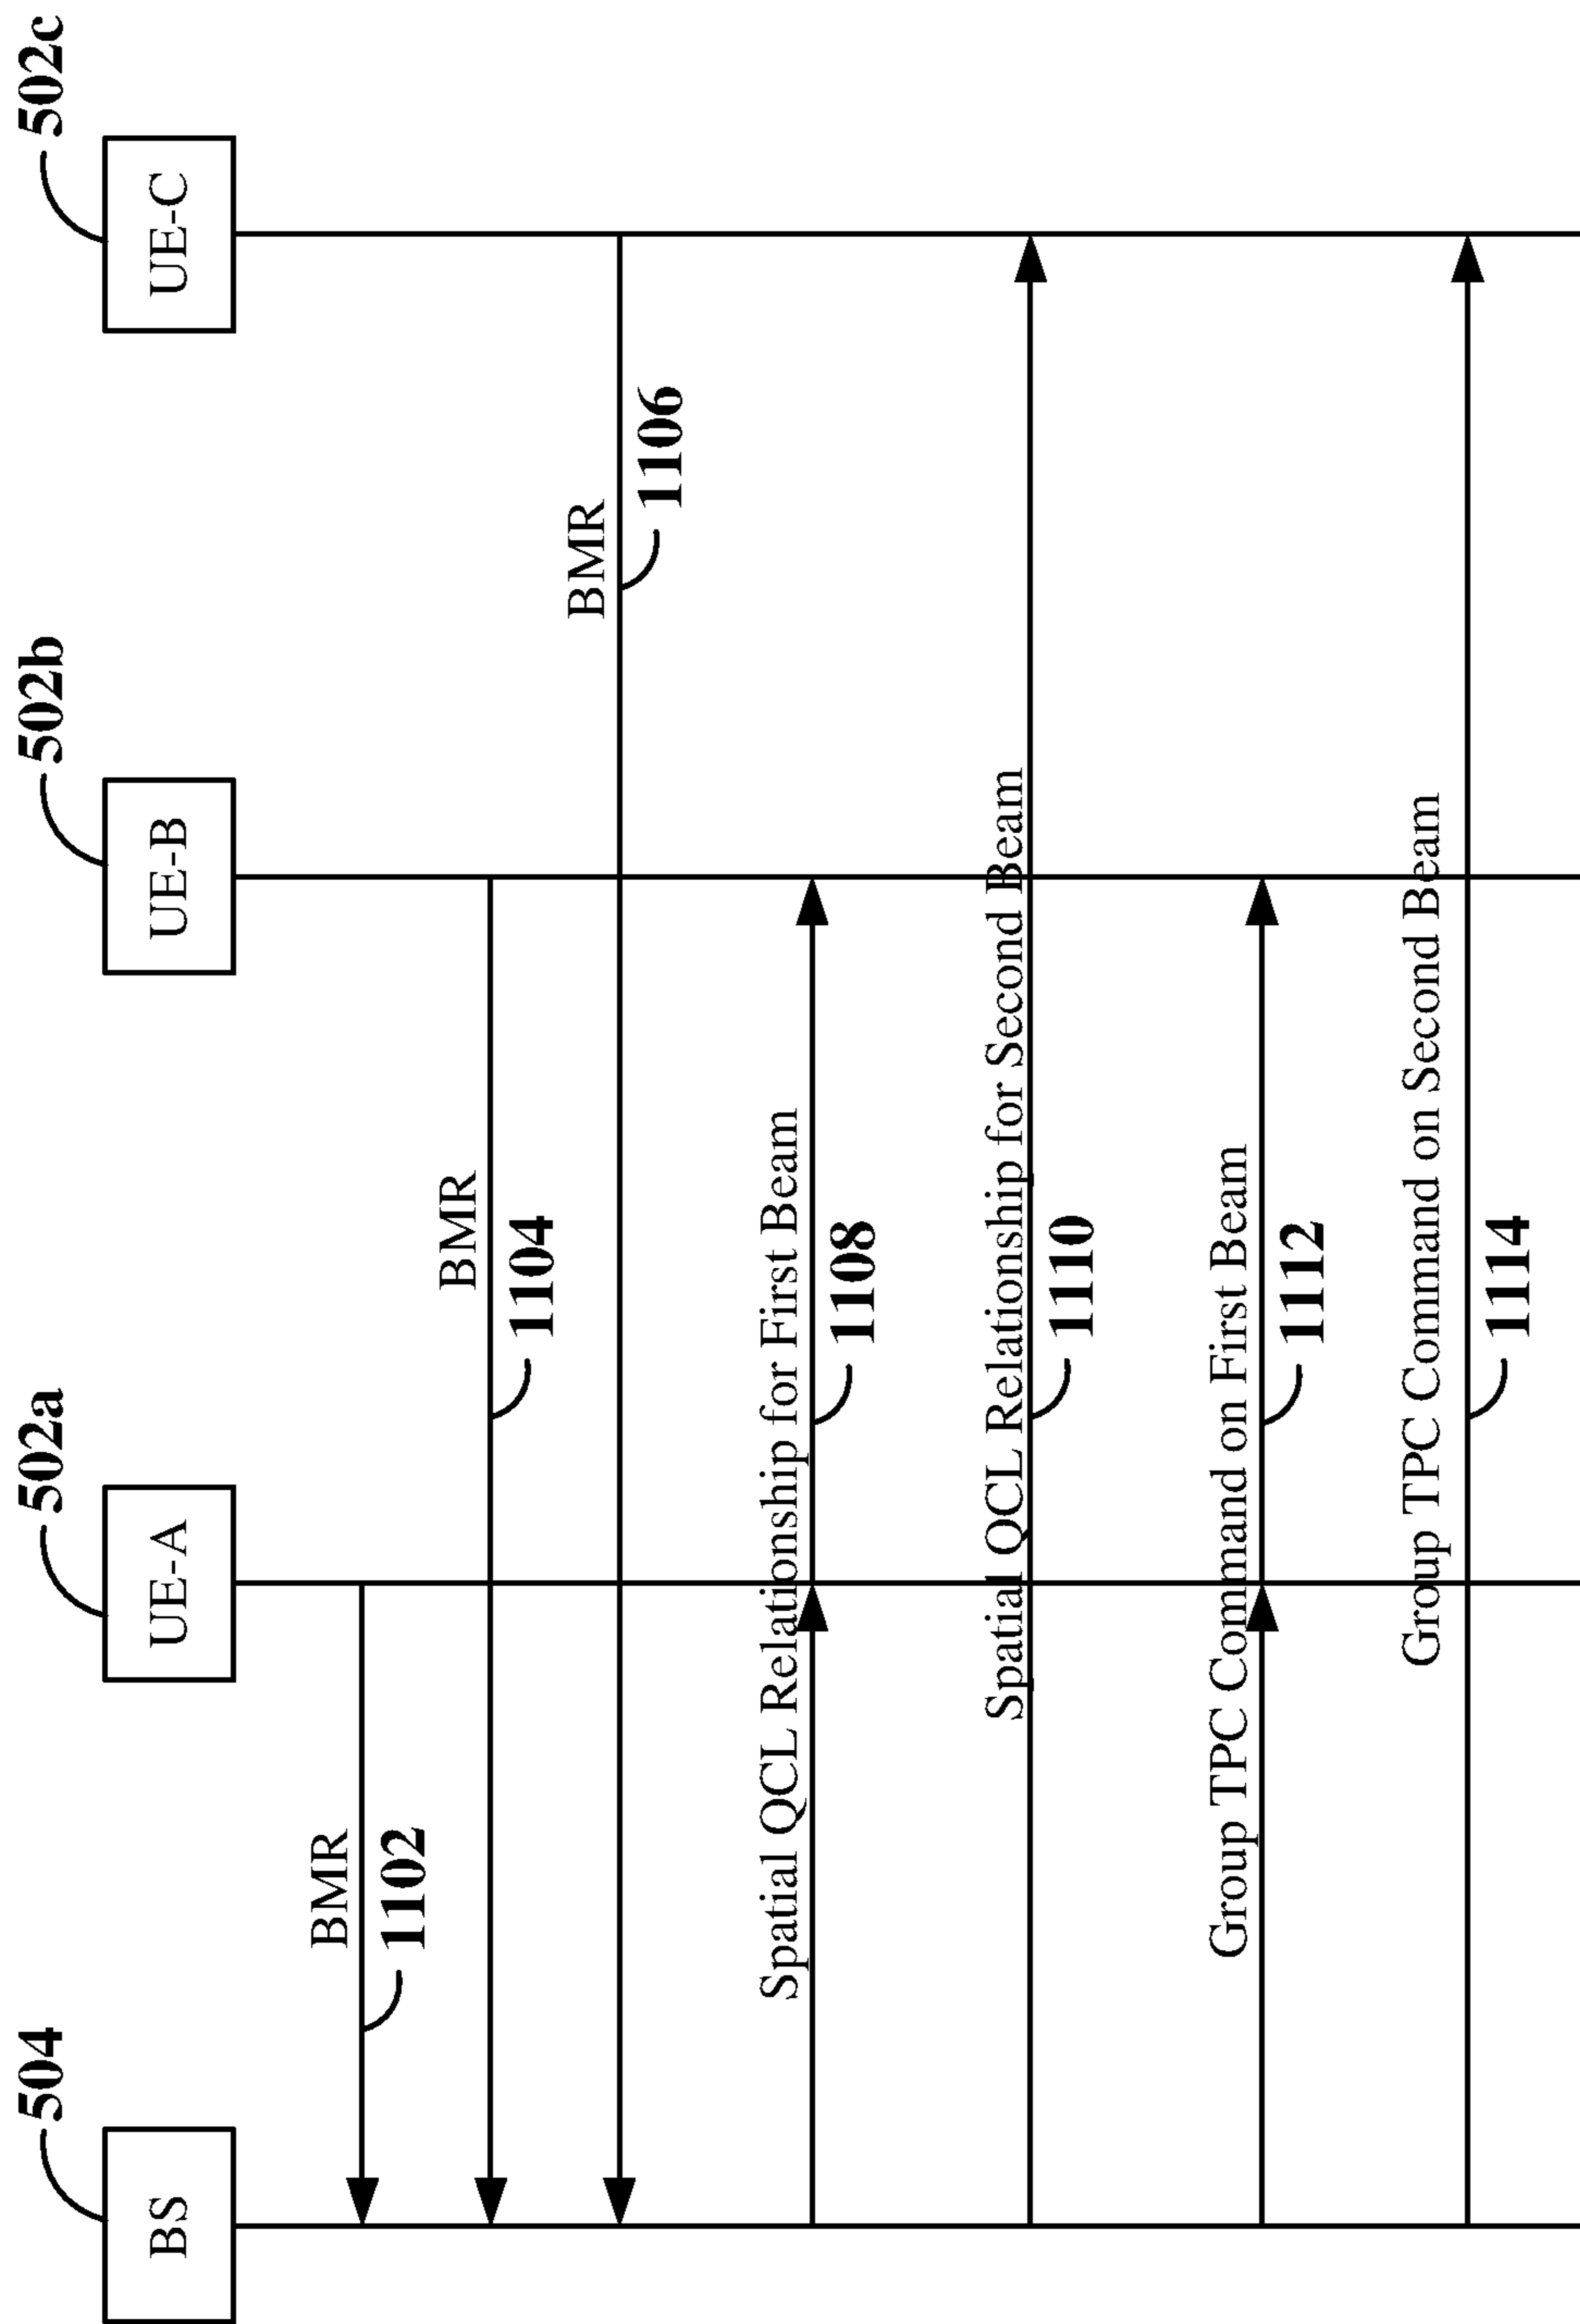 504
502a
502b
502c
BS
UE-A
UE-B
UE-C
BMR
1102
BMR
1104
BMR
1106
Spatial QCL Relationship for First Beam
1108
Spatial QCL Relationship for Second Beam
1110
Group TPC Command on First Beam
1112
Group TPC Command on Second Beam
1114